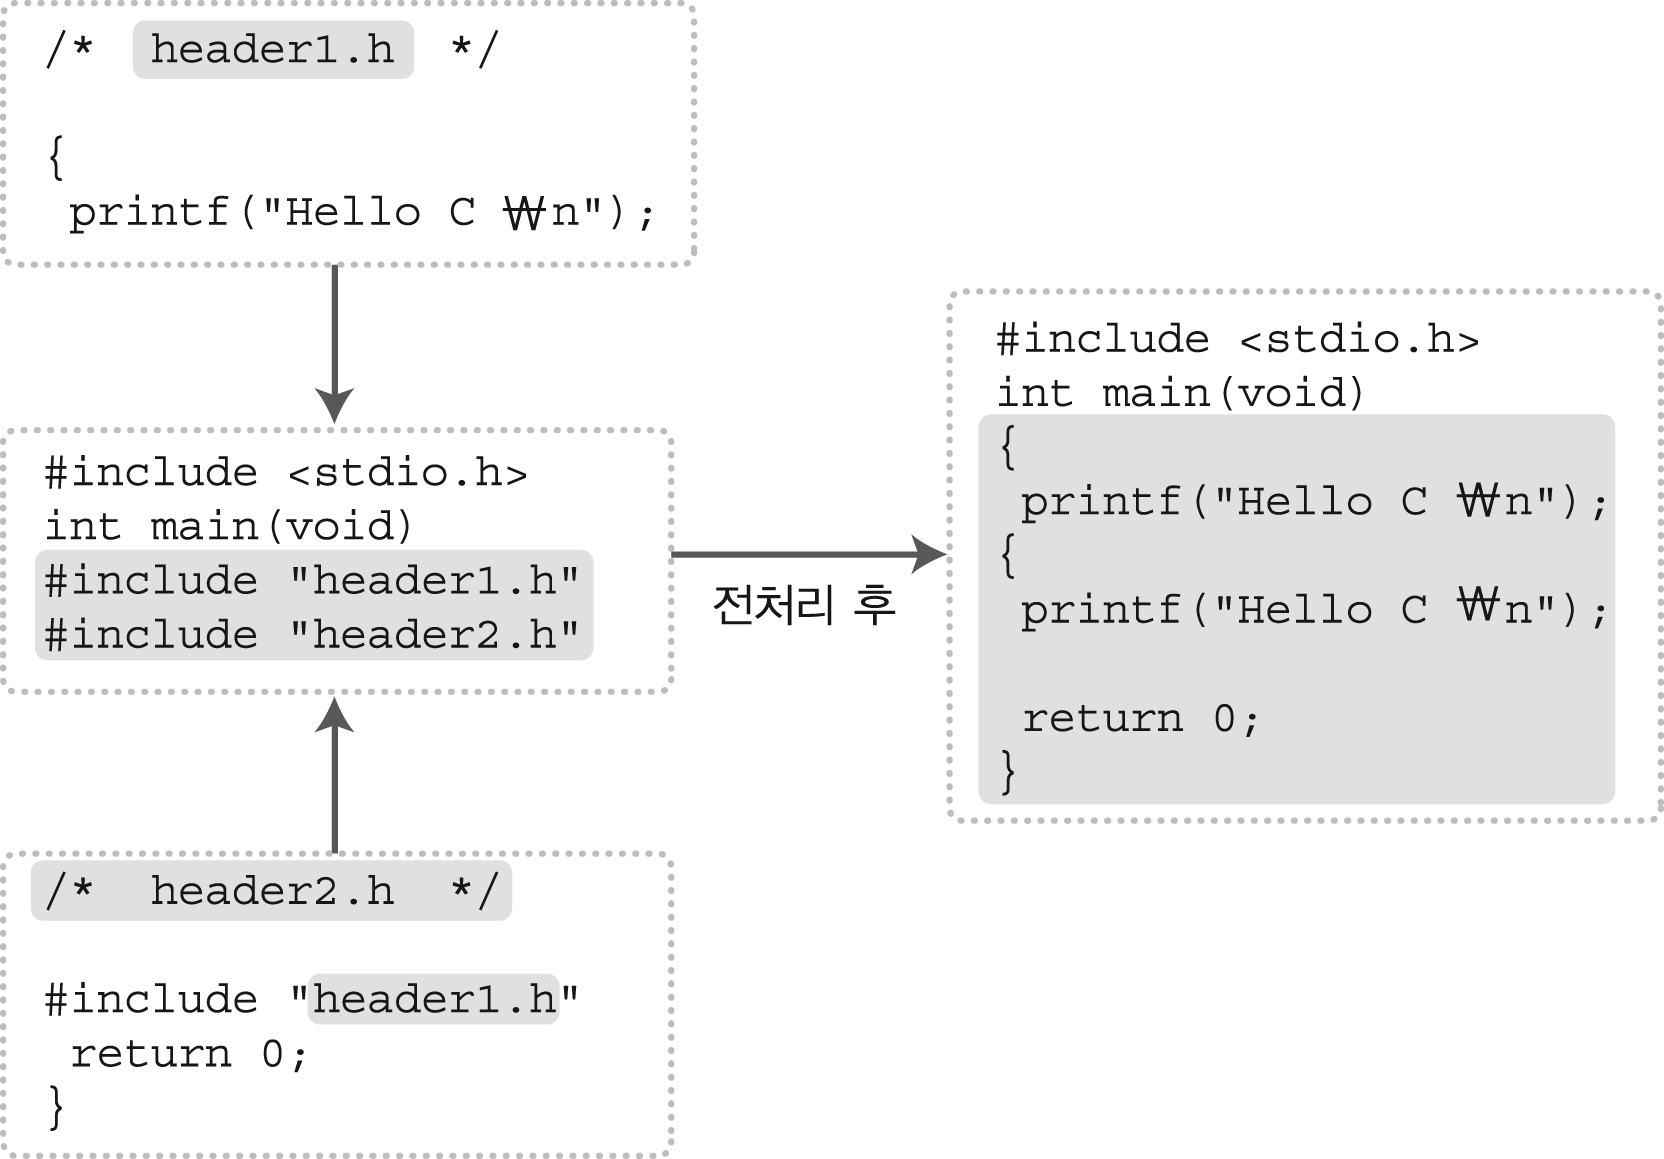 /* header1.h */
{
printf("Hello C ₩n");
#include <stdio.h>
int main(void)
#include "header1.h"
#include "header2.h"
전처리 후
#include <stdio.h>
int main(void)
{
printf("Hello C ₩n");
{
printf("Hello C ₩n");
return 0;
}
/* header2.h */
#include "header1.h"
return 0;
}